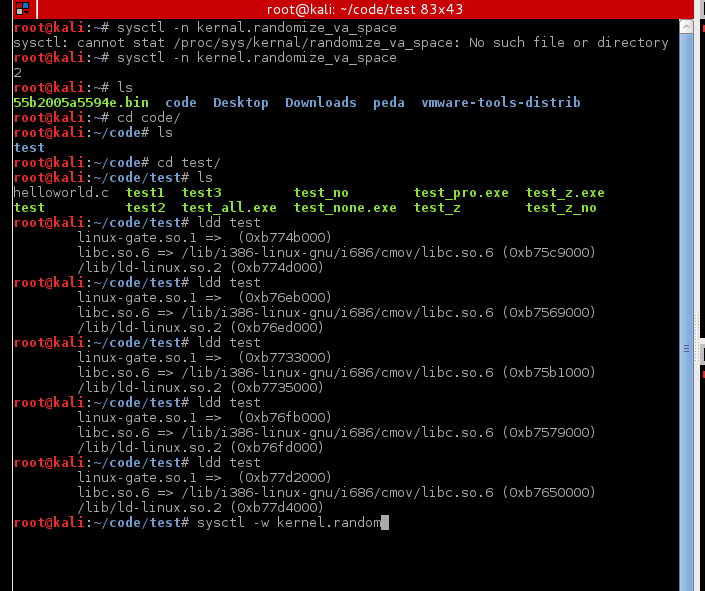 root@kali: ~/code/test 83x43
root@kali:~# sysctl -n kernel.randomize_va_space
sysctl: cannot stat /proc/sys/kernel/randomize_va_space: No such file or directory
root@kali:~# sysctl -n kernel.randomize_va_space
2
root@kali:~# ls
55b2005a5594e.bin  code  Desktop  Downloads  peda  vmware-tools-distrib
root@kali:~# cd code/
root@kali:~/code# ls
test
root@kali:~/code# cd test/
root@kali:~/code/test# ls
helloworld.c  test1  test3         test_no        test_pro.exe  test_z.exe
test          test2  test_all.exe  test_none.exe  test_z        test_z_no
root@kali:~/code/test# ldd test
        linux-gate.so.1 =>  (0xb774b000)
        libc.so.6 => /lib/i386-linux-gnu/i686/cmov/libc.so.6 (0xb75c9000)
        /lib/ld-linux.so.2 (0xb774d000)
root@kali:~/code/test# ldd test
        linux-gate.so.1 =>  (0xb76eb000)
        libc.so.6 => /lib/i386-linux-gnu/i686/cmov/libc.so.6 (0xb7569000)
        /lib/ld-linux.so.2 (0xb76ed000)
root@kali:~/code/test# ldd test
        linux-gate.so.1 =>  (0xb7733000)
        libc.so.6 => /lib/i386-linux-gnu/i686/cmov/libc.so.6 (0xb75b1000)
        /lib/ld-linux.so.2 (0xb7735000)
root@kali:~/code/test# ldd test
        linux-gate.so.1 =>  (0xb76fb000)
        libc.so.6 => /lib/i386-linux-gnu/i686/cmov/libc.so.6 (0xb7579000)
        /lib/ld-linux.so.2 (0xb76fd000)
root@kali:~/code/test# ldd test
        linux-gate.so.1 =>  (0xb77d2000)
        libc.so.6 => /lib/i386-linux-gnu/i686/cmov/libc.so.6 (0xb7650000)
        /lib/ld-linux.so.2 (0xb77d4000)
root@kali:~/code/test# sysctl -w kernel.random